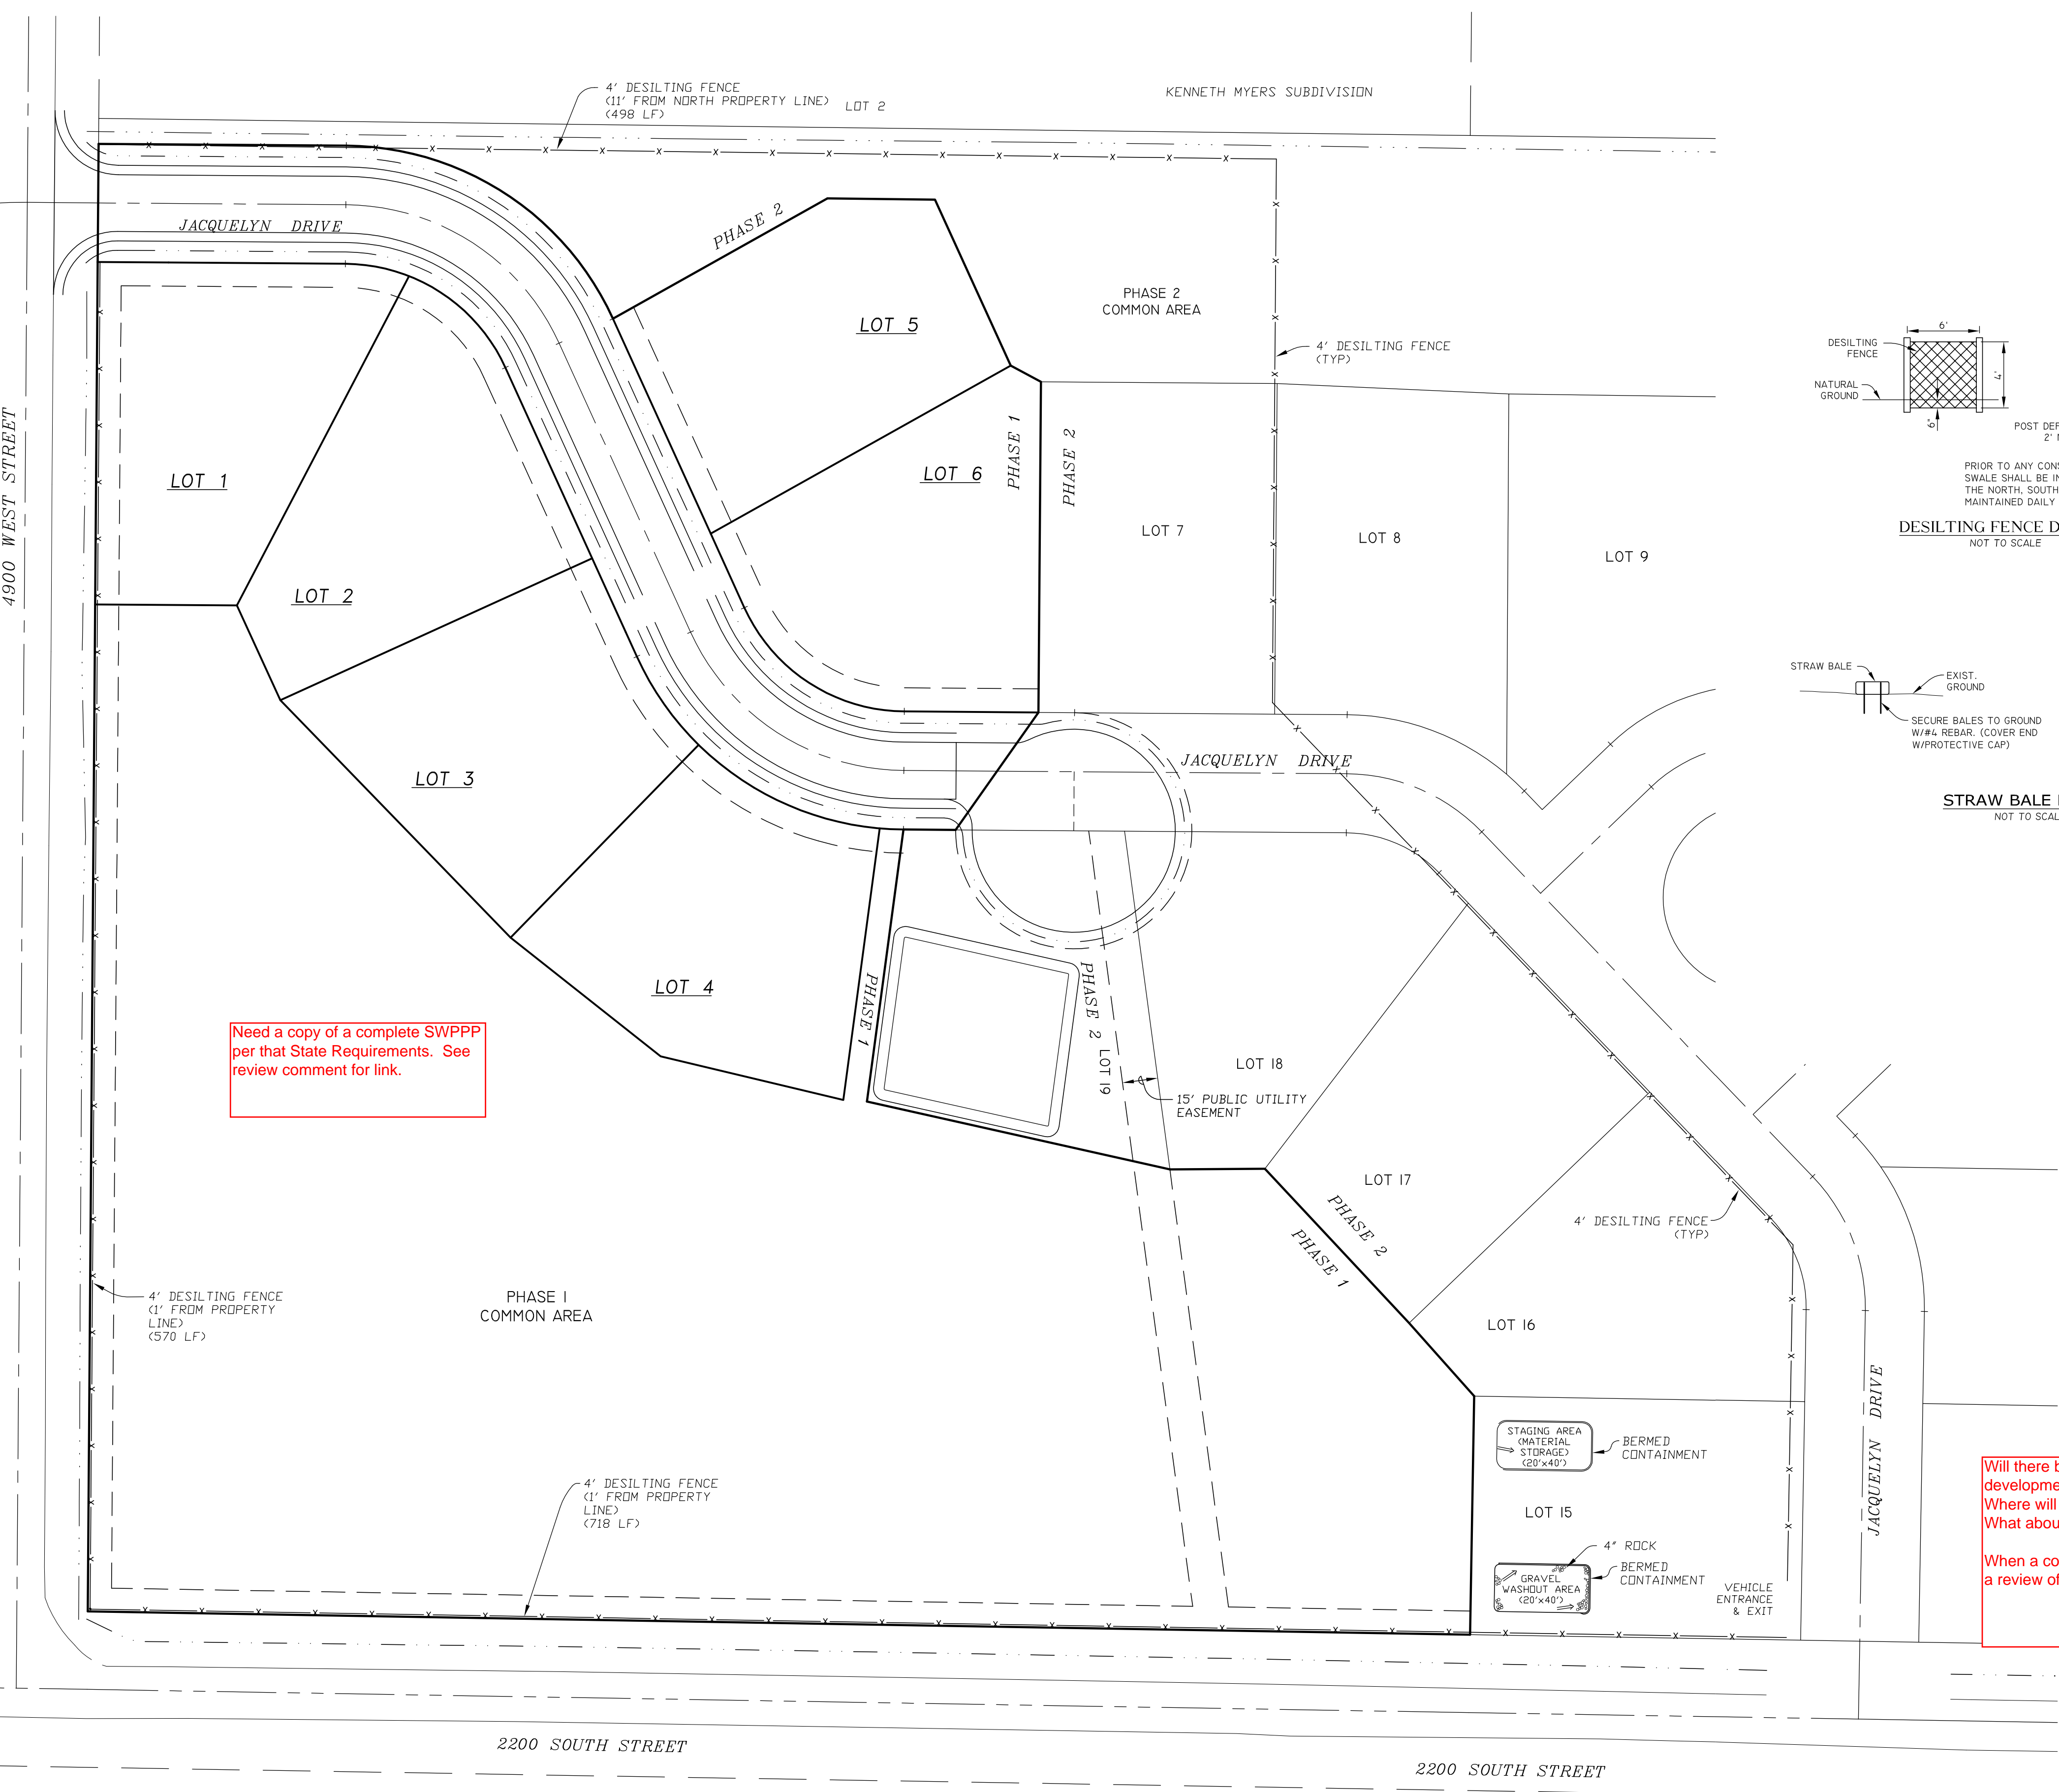 4' DESILTING FENCE
(11' FROM NORTH PROPERTY LINE)
(498 LF)
LOT 2
KENNETH MYERS SUBDIVISION
JACQUELYN DRIVE
PHASE 2
LOT 5
PHASE 2
COMMON AREA
4' DESILTING FENCE
(TYP)
6'
DESILTING
FENCE
4'
NATURAL
GROUND
6"
2'
PRIOR TO ANY
SWALE SHALL BE
THE NORTH, SOUTH
MAINTAINED DAILY
DESILTING FENCE
NOT TO SCALE
4900 WEST STREET
LOT 1
LOT 2
LOT 6
PHASE 1
PHASE 2
LOT 7
LOT 8
LOT 9
STRAW BALE
EXIST.
GROUND
SECURE BALES TO GROUND
W/#4 REBAR. (COVER END
W/PROTECTIVE CAP)
STRAW BALE
NOT TO
LOT 3
JACQUELYN DRIVE
LOT 4
PHASE 1
PHASE 2
LOT 19
LOT 18
15' PUBLIC UTILITY
EASEMENT
Need a copy of a complete SWPPP
per that State Requirements. See
review comment for link.
LOT 17
PHASE 2
PHASE 1
4' DESILTING FENCE
(TYP)
4' DESILTING FENCE
(1' FROM PROPERTY
LINE)
(570 LF)
PHASE 1
COMMON AREA
LOT 16
JACQUELYN DRIVE
STAGING AREA
(MATERIAL
STORAGE)
(20'x40')
BERMED
CONTAINMENT
4' DESILTING FENCE
(1' FROM PROPERTY
LINE)
(718 LF)
LOT 15
4" ROCK
GRAVEL
WASHOUT AREA
(20'x40')
BERMED
CONTAINMENT
VEHICLE
ENTRANCE
& EXIT
Will there
Where will
What
When a
a review of
2200 SOUTH STREET
2200 SOUTH STREET